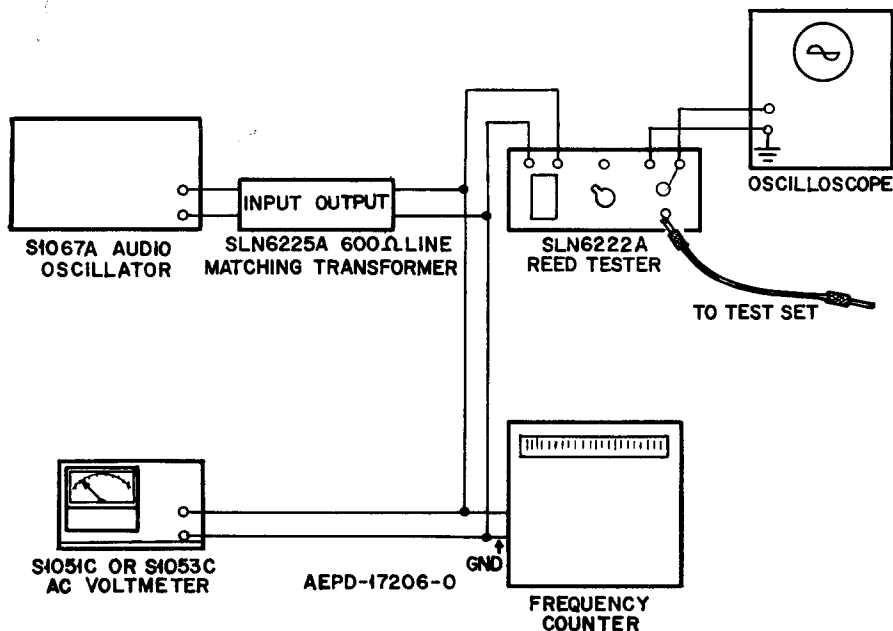 INPUT OUTPUT
S1067A AUDIO
OSCILLATOR
SLN6225A 600Ω LINE
MATCHING TRANSFORMER
SLN6222A
REED TESTER
OSCILLOSCOPE
TO TEST SET
S1051C OR S1053C
AC VOLTMETER
AEPD-17206-0
GND
FREQUENCY
COUNTER